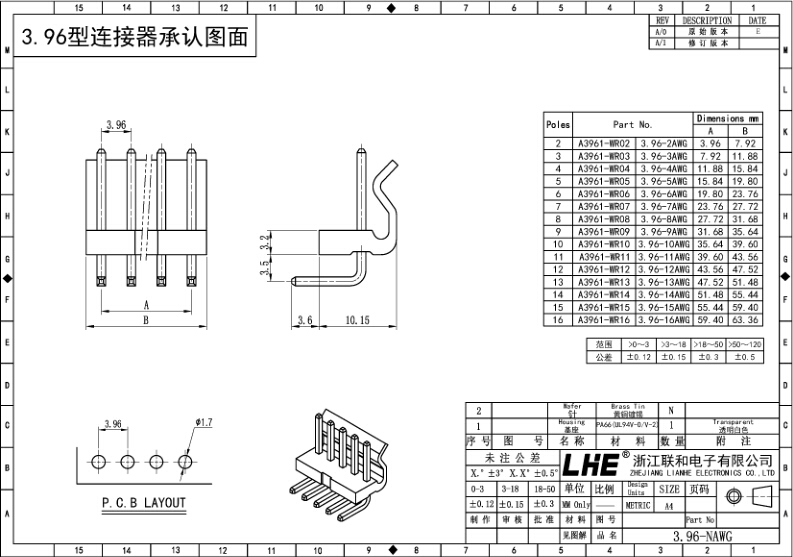 15 14 13 12 11 10 9 8 7 6 5 4 3 2 1
3.96型连接器承认图面
REV DESCRIPTION DATE
A/0 原始版本 E
A/1 修订版本
M M
L L
K K
J J
H H
G G
F F
E E
D D
C C
B B
A A
3.96
A
B
3.2
3.5
3.6 10.15
Poles Part No. Dimensions mm
A B
2 A3961-WR02 3.96-2AWG 3.96 7.92
3 A3961-WR03 3.96-3AWG 7.92 11.88
4 A3961-WR04 3.96-4AWG 11.88 15.84
5 A3961-WR05 3.96-5AWG 15.84 19.80
6 A3961-WR06 3.96-6AWG 19.80 23.76
7 A3961-WR07 3.96-7AWG 23.76 27.72
8 A3961-WR08 3.96-8AWG 27.72 31.68
9 A3961-WR09 3.96-9AWG 31.68 35.64
10 A3961-WR10 3.96-10AWG 35.64 39.60
11 A3961-WR11 3.96-11AWG 39.60 43.56
12 A3961-WR12 3.96-12AWG 43.56 47.52
13 A3961-WR13 3.96-13AWG 47.52 51.48
14 A3961-WR14 3.96-14AWG 51.48 55.44
15 A3961-WR15 3.96-15AWG 55.44 59.40
16 A3961-WR16 3.96-16AWG 59.40 63.36
范围 >0~3 >3~18 >18~50 >50~120
公差 ±0.12 ±0.15 ±0.3 ±0.5
3.96
φ1.7
P.C.B LAYOUT
2 Wafer 针 Brass Tin 黄铜镀锡 N
1 Housing 基座 PA66(UL94V-0/V-2) 1 Transparent 透明白色
序号 图号 名称 材料 数量 附注
未注公差
X.°±3° X.X°±0.5°
LHE® 浙江联和电子有限公司
ZHEJIANG LIANHE ELECTRONICS CO.,LTD
0-3 3-18 18-50 单位 比例 Design Units SIZE 页码
±0.12 ±0.15 ±0.3 MM Only —— METRIC A4
制作 审核 批准 材料 图号 Part No
见图解 品名 3.96-NAWG
15 14 13 12 11 10 9 8 7 6 5 4 3 2 1